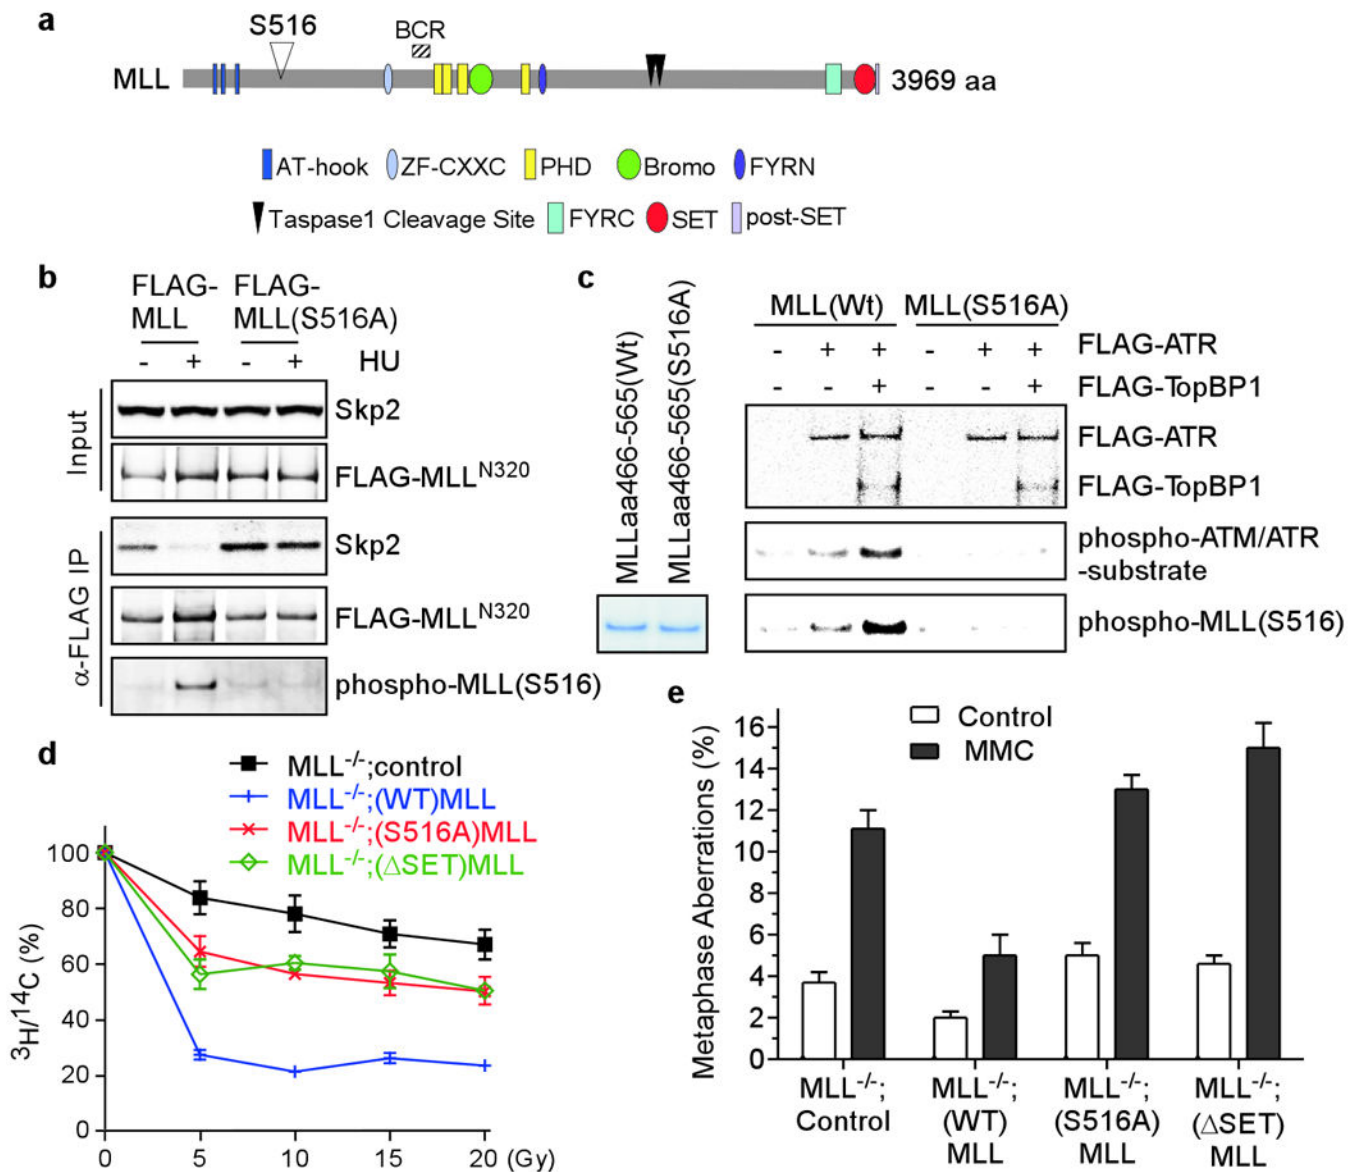 a
S516
BCR
MLL
3969 aa
AT-hook ZF-CXXC PHD Bromo FYRN
Taspase1 Cleavage Site FYRC SET post-SET
b
FLAG-MLL FLAG-MLL(S516A)
- + - + HU
Input
Skp2
FLAG-MLL^N320
α-FLAG IP
Skp2
FLAG-MLL^N320
phospho-MLL(S516)
c
MLLaa466-565(Wt)
MLLaa466-565(S516A)
MLL(Wt) MLL(S516A)
- + + - + + FLAG-ATR
- - + - - + FLAG-TopBP1
FLAG-ATR
FLAG-TopBP1
phospho-ATM/ATR
-substrate
phospho-MLL(S516)
d
MLL^-/-;control
MLL^-/-;(WT)MLL
MLL^-/-;(S516A)MLL
MLL^-/-;(ΔSET)MLL
³H/¹⁴C (%)
100
80
60
40
20
0
0 5 10 15 20 (Gy)
e
Control
MMC
Metaphase Aberrations (%)
16
14
12
10
8
6
4
2
0
MLL^-/-; Control
MLL^-/-; (WT) MLL
MLL^-/-; (S516A) MLL
MLL^-/-; (ΔSET) MLL